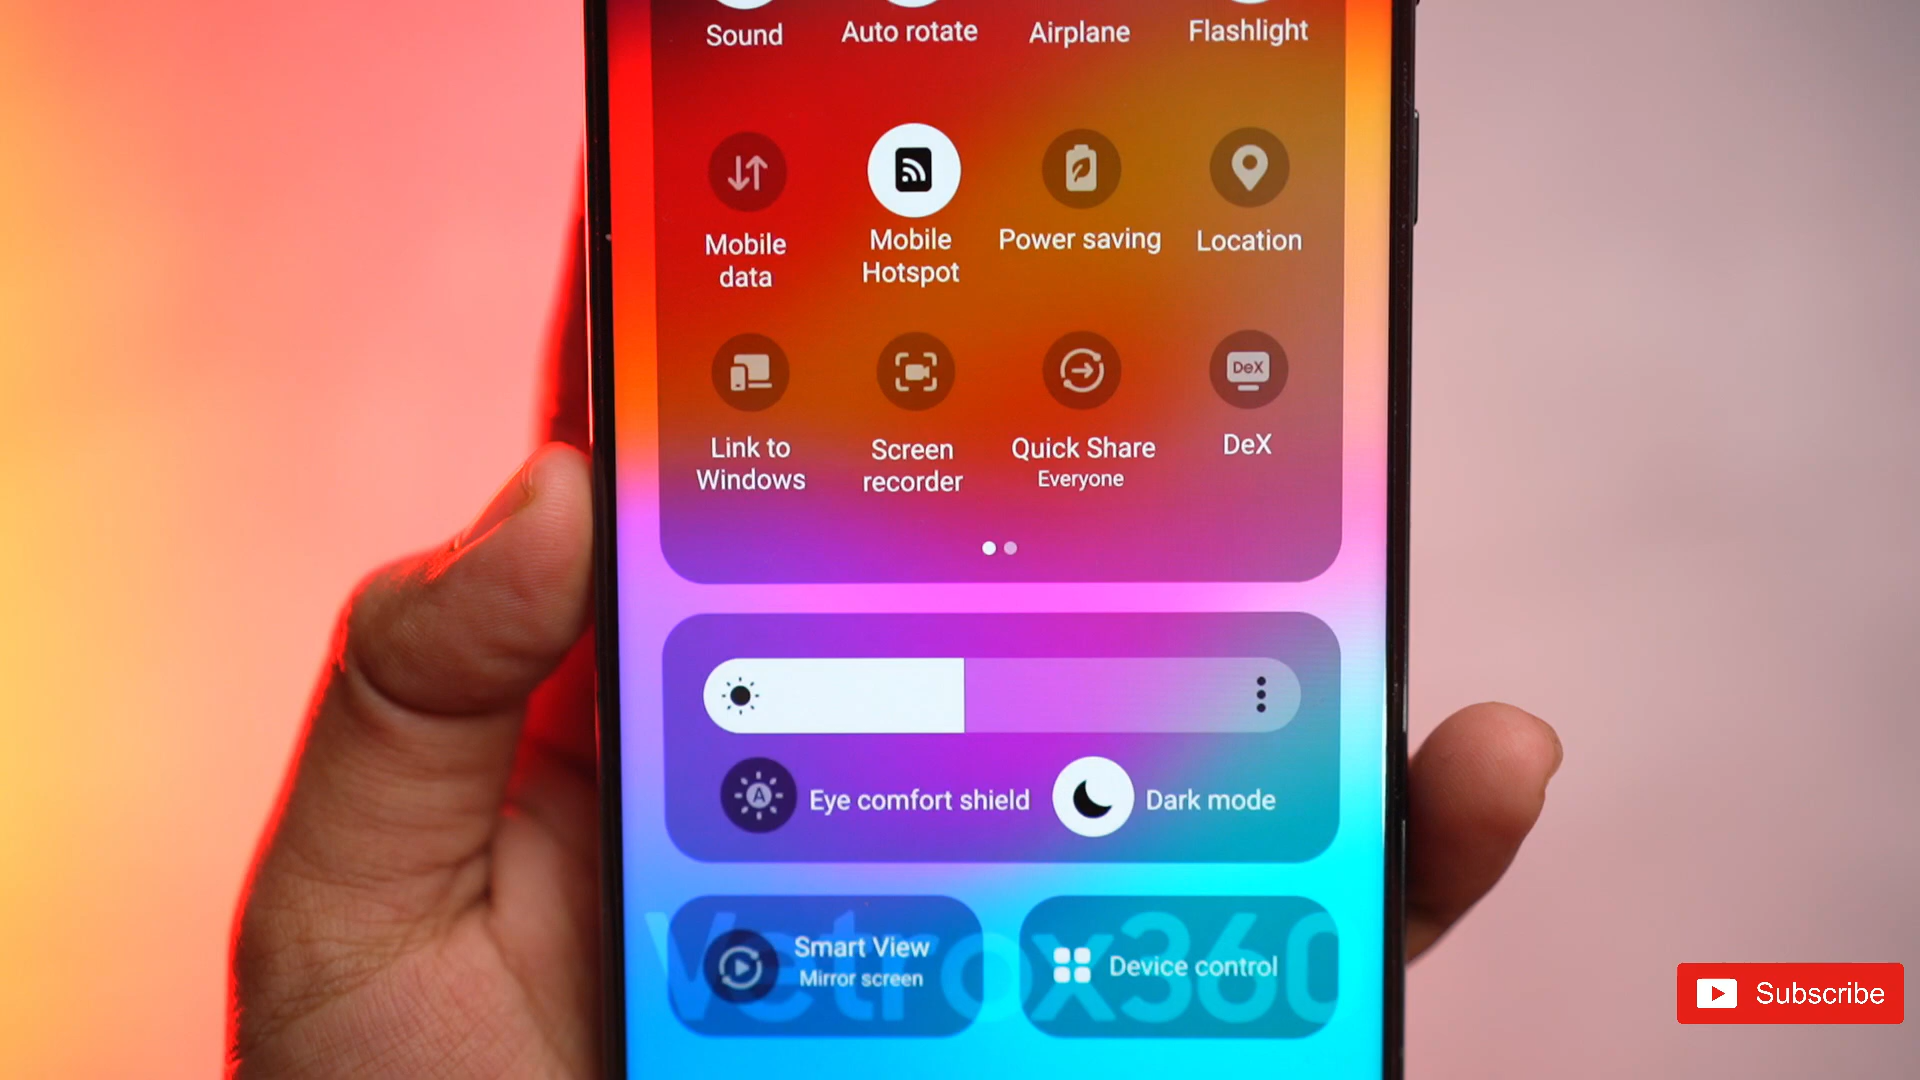 Sound
Auto rotate
Airplane
Flashlight
Mobile
data
Mobile
Hotspot
Power saving
Location
Link to
Windows
Screen
recorder
Quick Share
Everyone
DeX
DeX
A
Eye comfort shield
Dark mode
Smart View
Mirror screen
Device control
Vetrox360
Subscribe